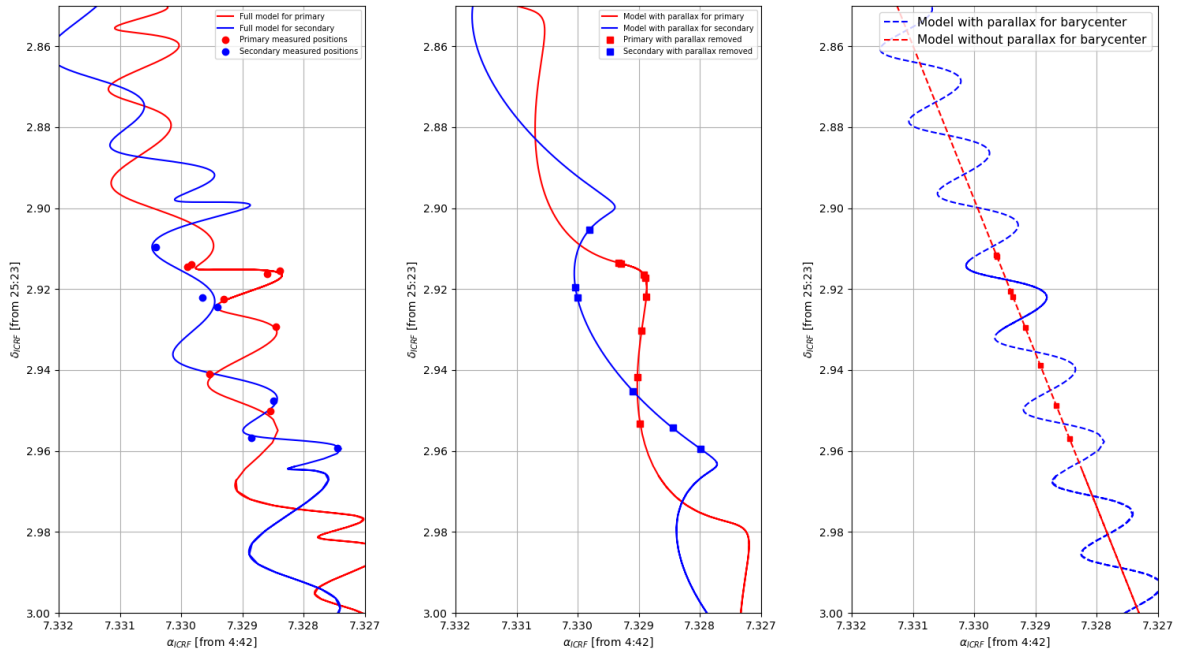 Full model for primary
Full model for secondary
Primary measured positions
Secondary measured positions
2.86
2.88
2.90
2.92
2.94
2.96
2.98
3.00
7.332
7.331
7.330
7.329
7.328
7.327
δICRF [from 25:23]
αICRF [from 4:42]
Model with parallax for primary
Model with parallax for secondary
Primary with parallax removed
Secondary with parallax removed
2.86
2.88
2.90
2.92
2.94
2.96
2.98
3.00
7.332
7.331
7.330
7.329
7.328
7.327
δICRF [from 25:23]
αICRF [from 4:42]
Model with parallax for barycenter
Model without parallax for barycenter
2.86
2.88
2.90
2.92
2.94
2.96
2.98
3.00
7.332
7.331
7.330
7.329
7.328
7.327
δICRF [from 25:23]
αICRF [from 4:42]